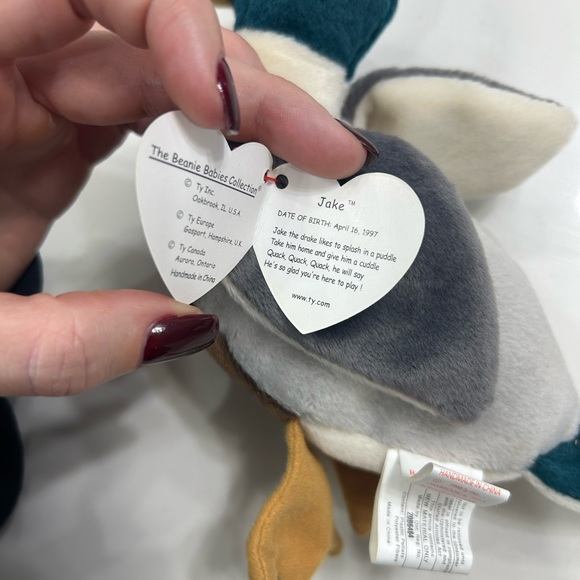 The Beanie Babies Collection®
© Ty Inc.
Oakbrook, IL U.S.A
© Ty Europe
Gasport, Hampshire, U.K.
© Ty Canada
Aurora, Ontario
Handmade in China
Jake™
DATE OF BIRTH: April 16, 1997
Jake the drake likes to splash in a puddle
Take him home and give him a cuddle
Quack, Quack, Quack, he will say
He's so glad you're here to play !
www.ty.com
HANDMADE IN CHINA